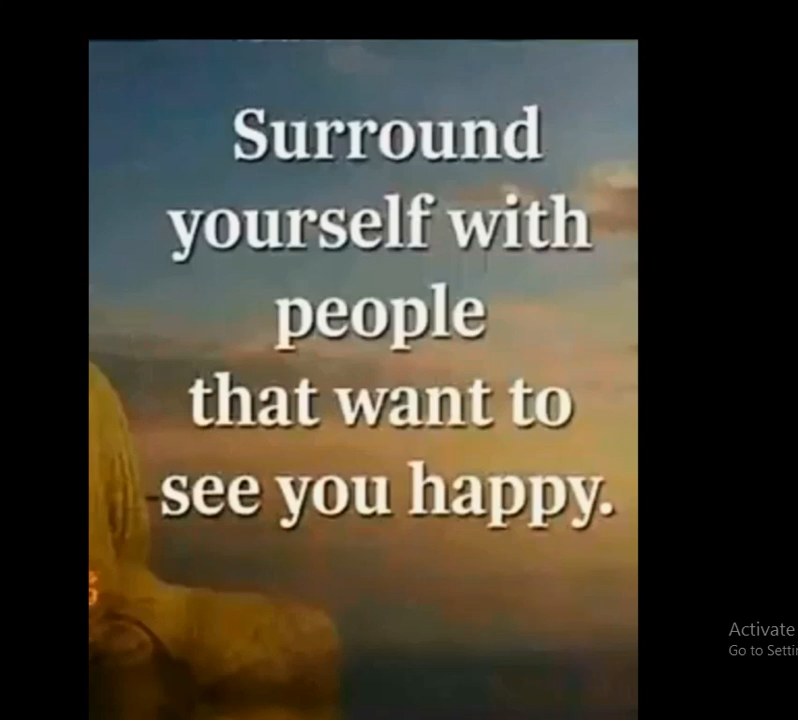 Surround
yourself with
people
that want to
see you happy.
Activate
Go to